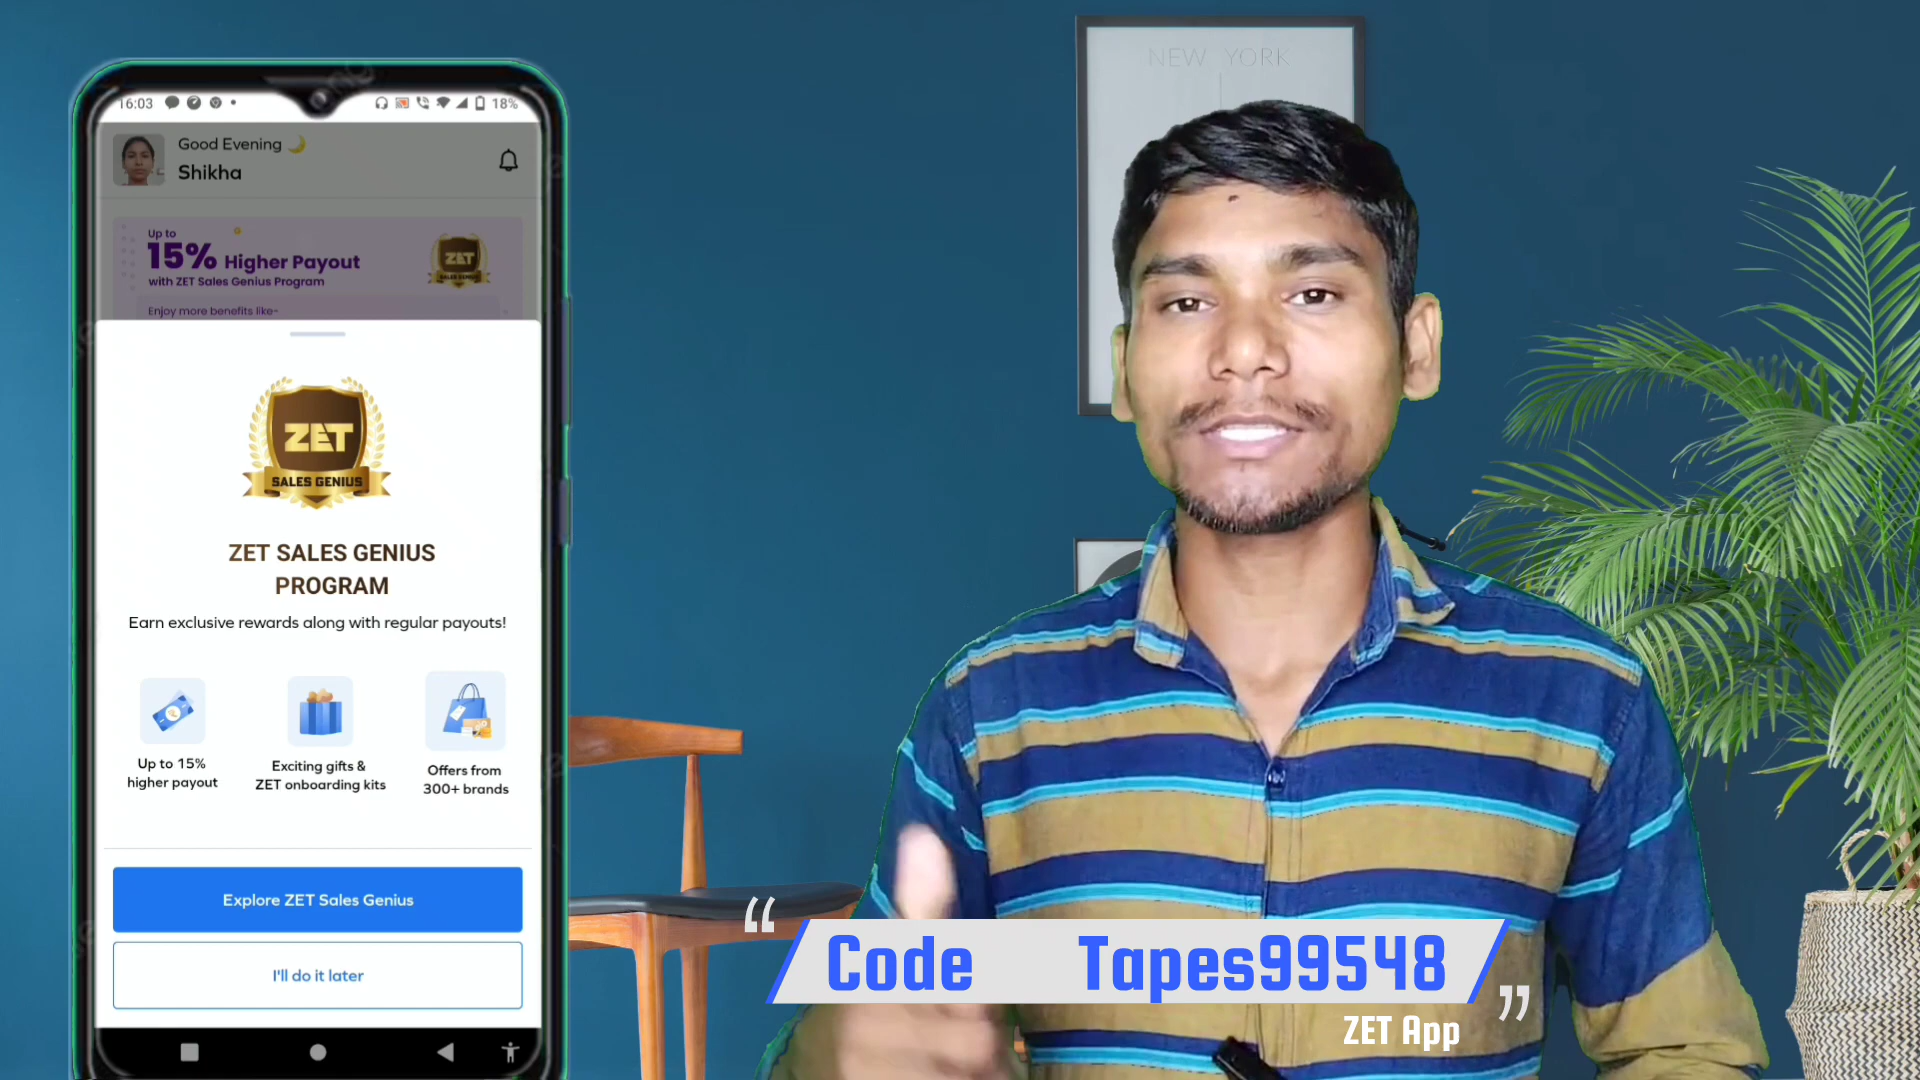 16:03
18%
Good Evening
Shikha
Up to
15% Higher Payout
with ZET Sales Genius Program
Enjoy more benefits like-
ZET
SALES GENIUS
ZET
SALES GENIUS
ZET SALES GENIUS
PROGRAM
Earn exclusive rewards along with regular payouts!
Up to 15%
higher payout
Exciting gifts &
ZET onboarding kits
Offers from
300+ brands
Explore ZET Sales Genius
I'll do it later
NEW YORK
“ Code Tapes99548 ”
ZET App